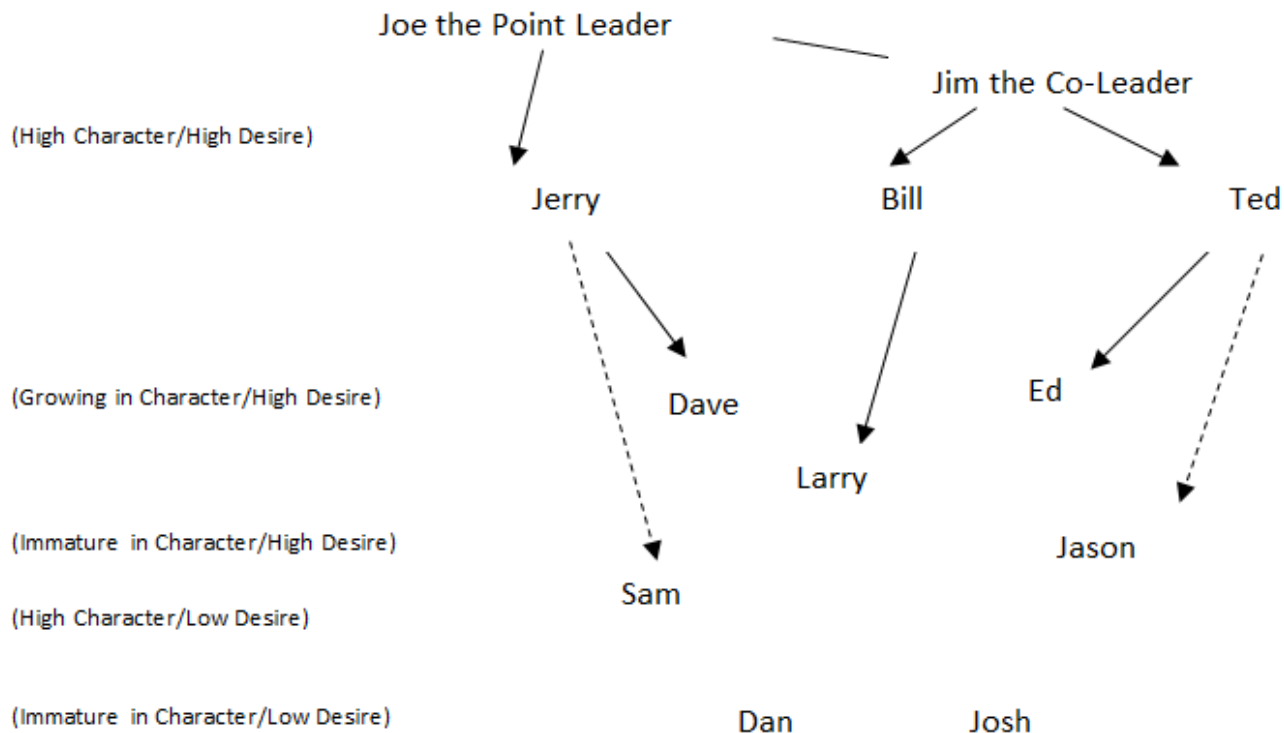 Joe the Point Leader
Jim the Co-Leader
(High Character/High Desire)
Jerry
Bill
Ted
(Growing in Character/High Desire)
Dave
Ed
Larry
(Immature in Character/High Desire)
Jason
Sam
(High Character/Low Desire)
(Immature in Character/Low Desire)
Dan
Josh